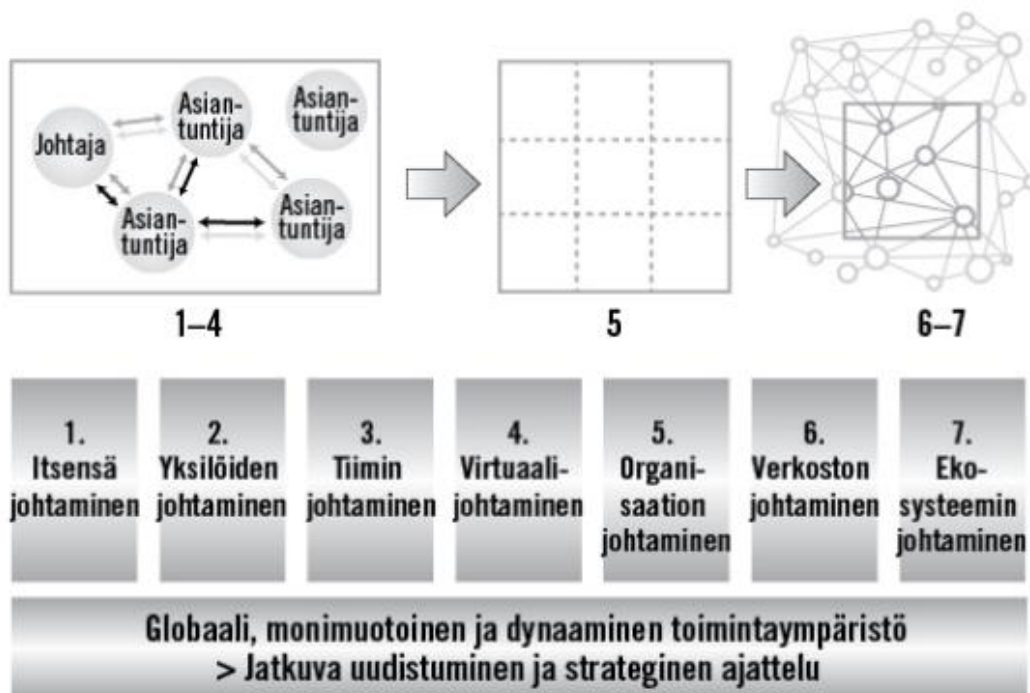 Johtaja
Asian-
tuntija
Asian-
tuntija
Asian-
tuntija
Asian-
tuntija
1–4
5
6–7
1.
Itsensä
johtaminen
2.
Yksilöiden
johtaminen
3.
Tiimin
johtaminen
4.
Virtuaali-
johtaminen
5.
Organi-
saation
johtaminen
6.
Verkoston
johtaminen
7.
Eko-
systeemin
johtaminen
Globaali, monimuotoinen ja dynaaminen toimintaympäristö
> Jatkuva uudistuminen ja strateginen ajattelu